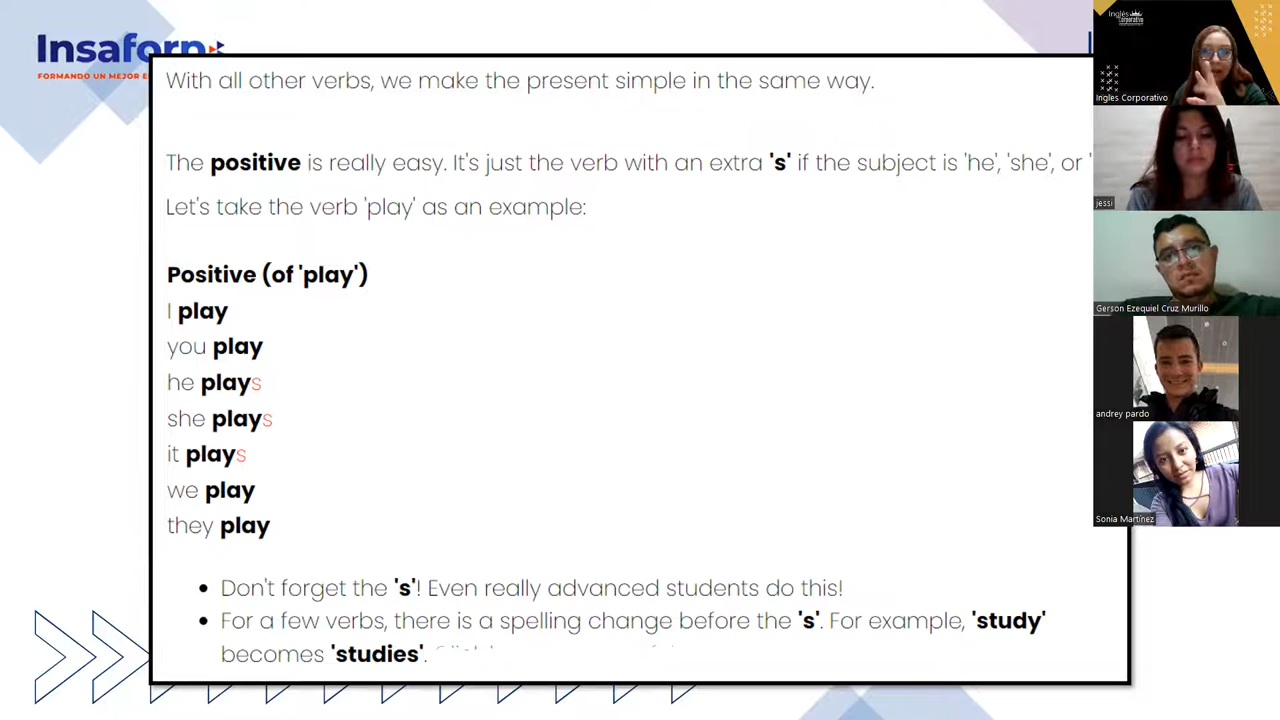 Insaforp
FORMANDO UN MEJOR E
With all other verbs, we make the present simple in the same way.
The positive is really easy. It's just the verb with an extra 's' if the subject is 'he', 'she', or '
Let's take the verb 'play' as an example:
Positive (of 'play')
I play
you play
he plays
she plays
it plays
we play
they play
• Don't forget the 's'! Even really advanced students do this!
• For a few verbs, there is a spelling change before the 's'. For example, 'study'
becomes 'studies'.
Inglés
Corporativo
Ingles Corporativo
jessi
Gerson Ezequiel Cruz Murillo
andrey pardo
Sonia Martínez